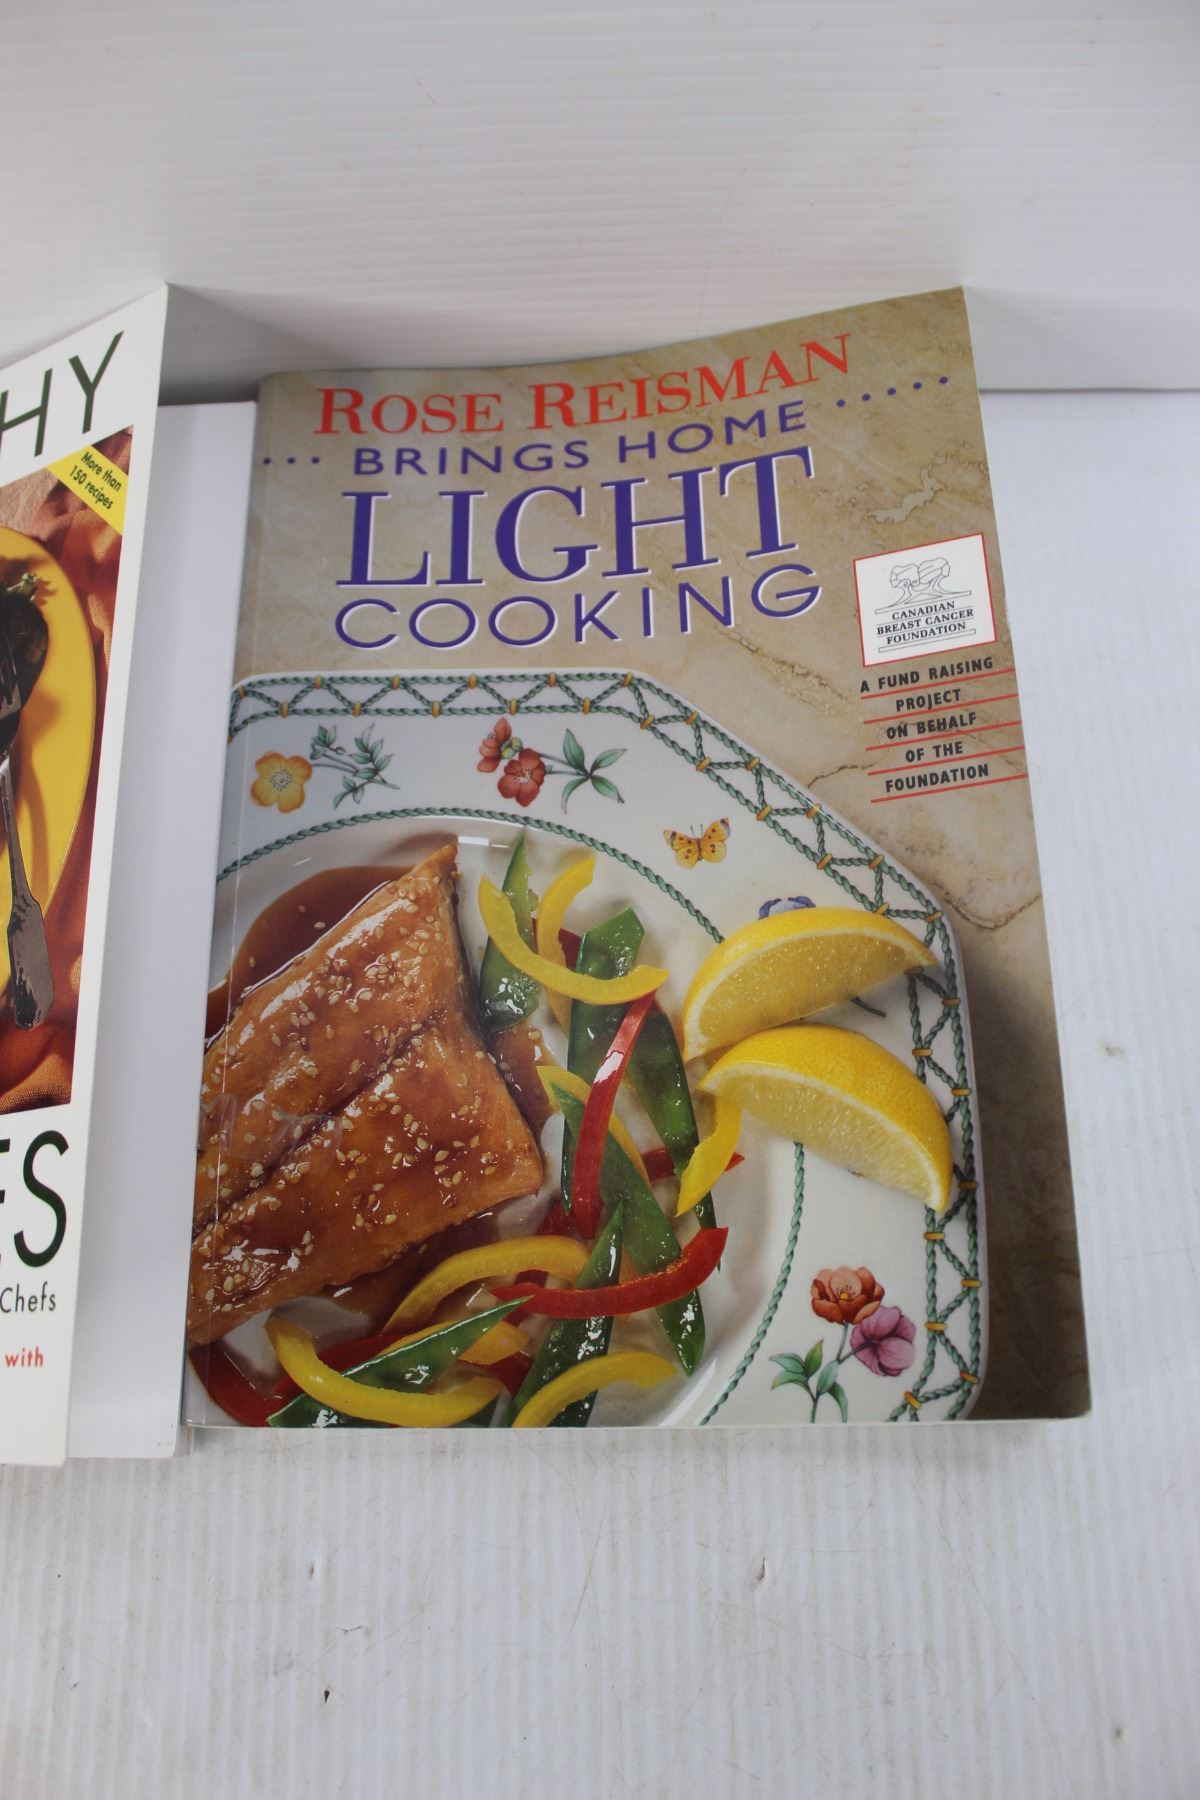 HY
More than
150 recipes
ES
Chefs
with
ROSE REISMAN
... BRINGS HOME .....
LIGHT
COOKING
CANADIAN
BREAST CANCER
FOUNDATION
A FUND RAISING
PROJECT
ON BEHALF
OF THE
FOUNDATION